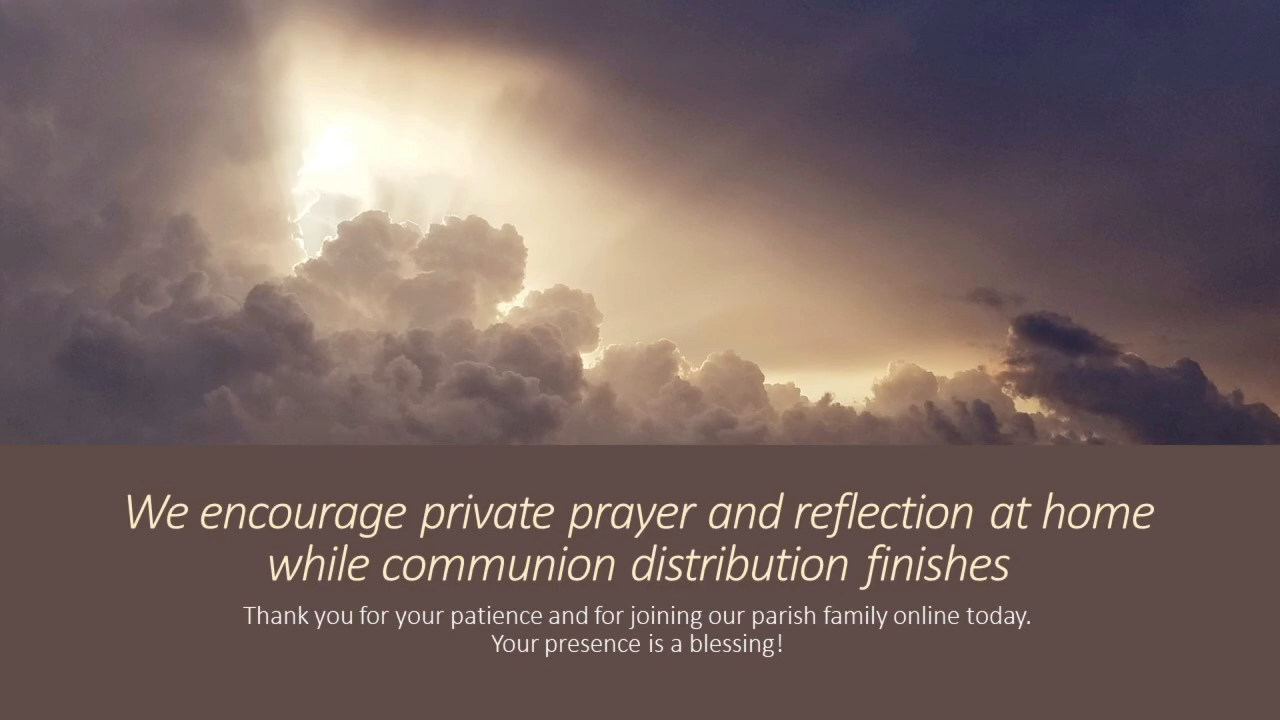 We encourage private prayer and reflection at home
while communion distribution finishes
Thank you for your patience and for joining our parish family online today.
Your presence is a blessing!